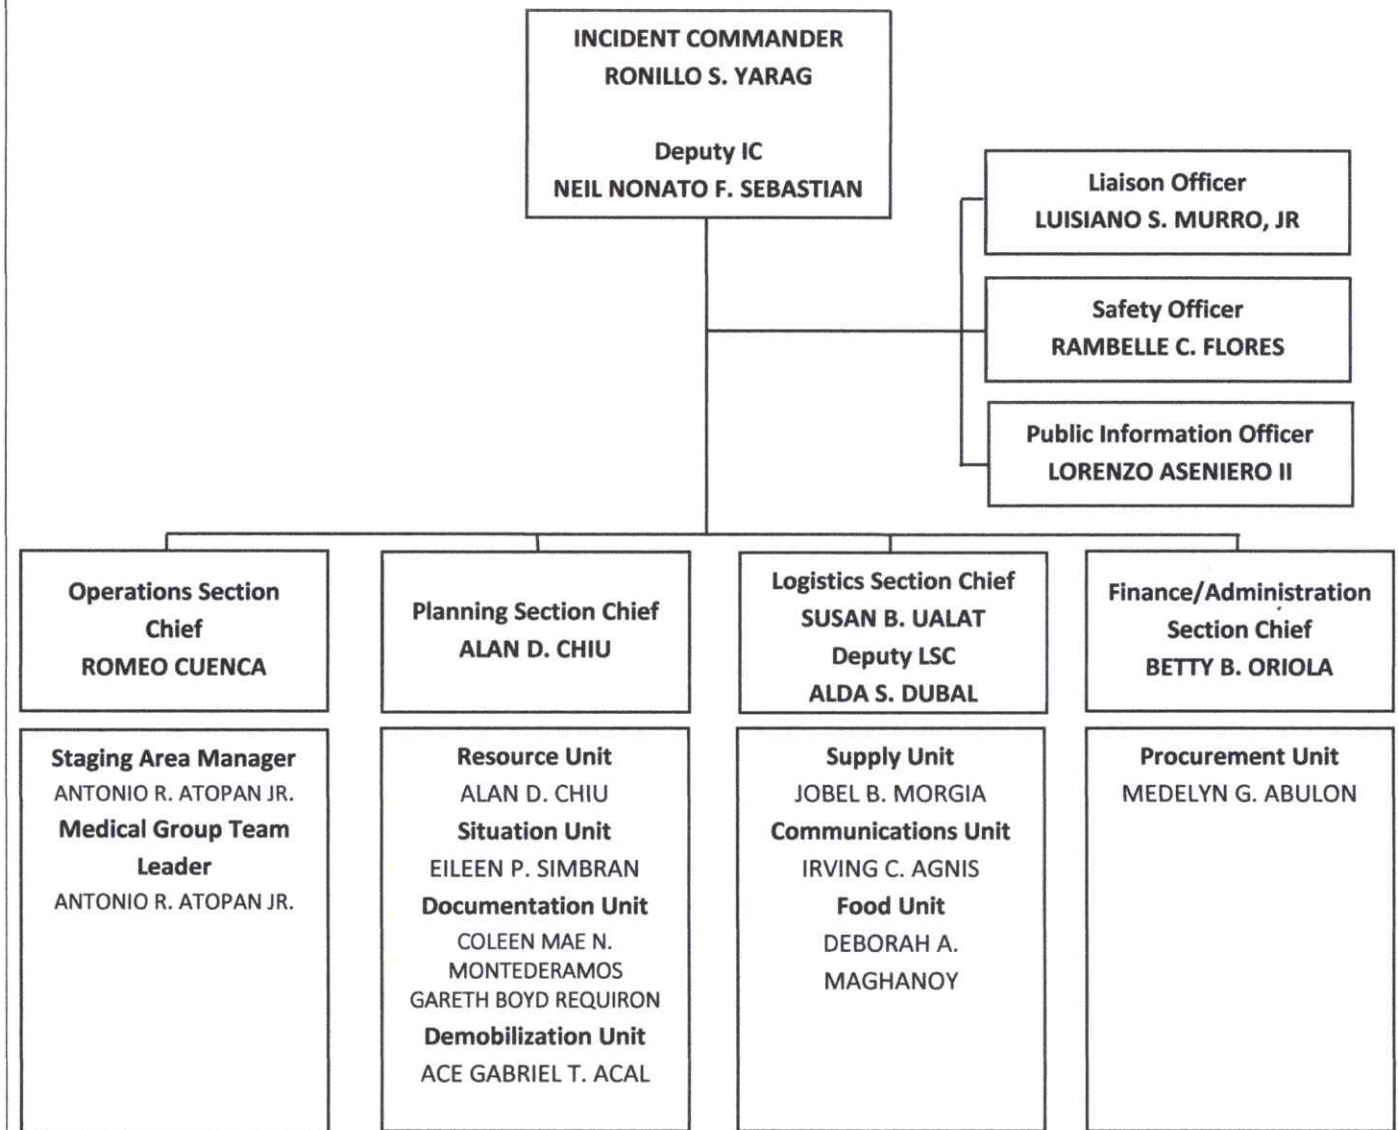 INCIDENT COMMANDER
RONILLO S. YARAG
Deputy IC
NEIL NONATO F. SEBASTIAN
Liaison Officer
LUISIANO S. MURRO, JR
Safety Officer
RAMBELLE C. FLORES
Public Information Officer
LORENZO ASENIERO II
Operations Section
Chief
ROMEO CUENCA
Planning Section Chief
ALAN D. CHIU
Logistics Section Chief
SUSAN B. UALAT
Deputy LSC
ALDA S. DUBAL
Finance/Administration
Section Chief
BETTY B. ORIOLA
Staging Area Manager
ANTONIO R. ATOPAN JR.
Medical Group Team
Leader
ANTONIO R. ATOPAN JR.
Resource Unit
ALAN D. CHIU
Situation Unit
EILEEN P. SIMBRAN
Documentation Unit
COLEEN MAE N.
MONTEDERAMOS
GARETH BOYD REQUIRON
Demobilization Unit
ACE GABRIEL T. ACAL
Supply Unit
JOBEL B. MORGIA
Communications Unit
IRVING C. AGNIS
Food Unit
DEBORAH A.
MAGHANOY
Procurement Unit
MEDELYN G. ABULON